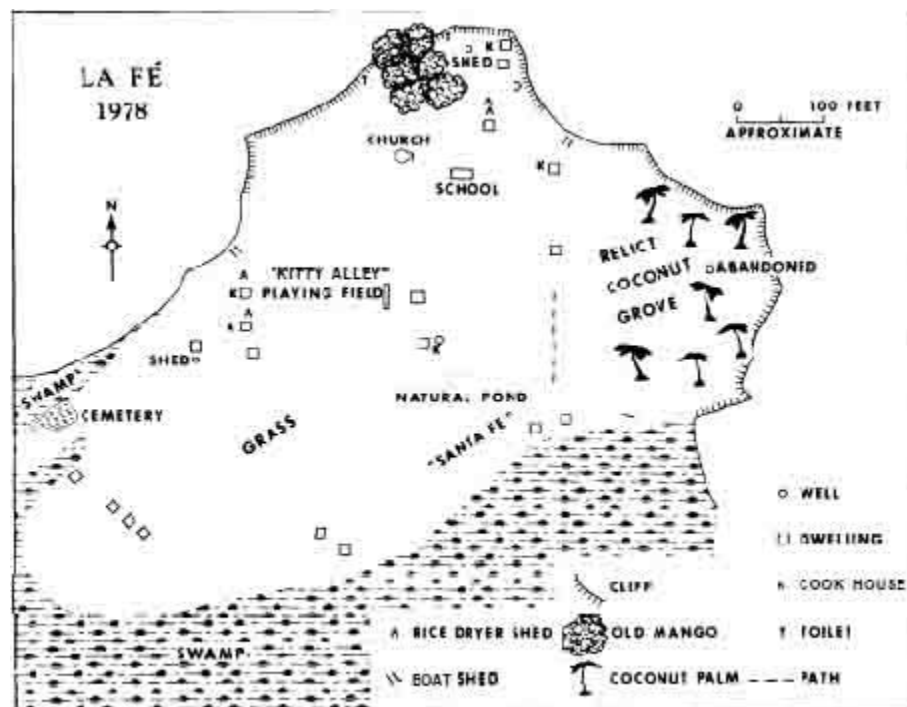 LA FÉ
1978
N
K
SHED
A
A
CHURCH
SCHOOL
K
0 100 FEET
APPROXIMATE
RELICT
COCONUT
GROVE
ABANDONED
"KITTY ALLEY"
PLAYING FIELD
A
K
A
K
SHED
K
SWAMP
CEMETERY
NATURAL POND
GRASS
"SANTA FE"
SWAMP
WELL
DWELLING
CLIFF
K COOK HOUSE
A RICE DRYER SHED
OLD MANGO
T TOILET
BOAT SHED
COCONUT PALM
PATH